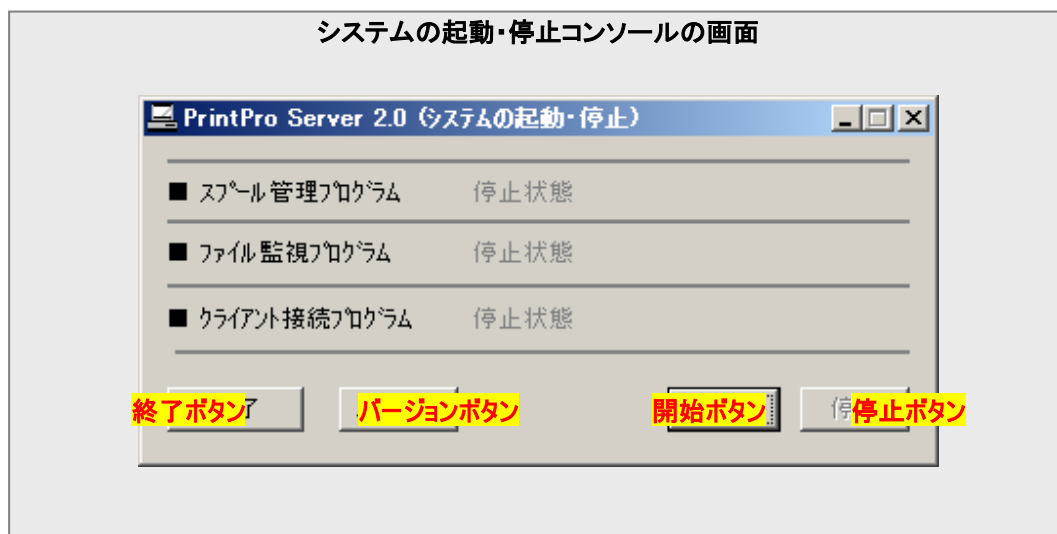 システムの起動・停止コンソールの画面
PrintPro Server 2.0 (システムの起動・停止)
■ スプール管理プログラム 停止状態
■ ファイル監視プログラム 停止状態
■ クライアント接続プログラム 停止状態
終了ボタン 了 バージョンボタン 開始ボタン 停 停止ボタン